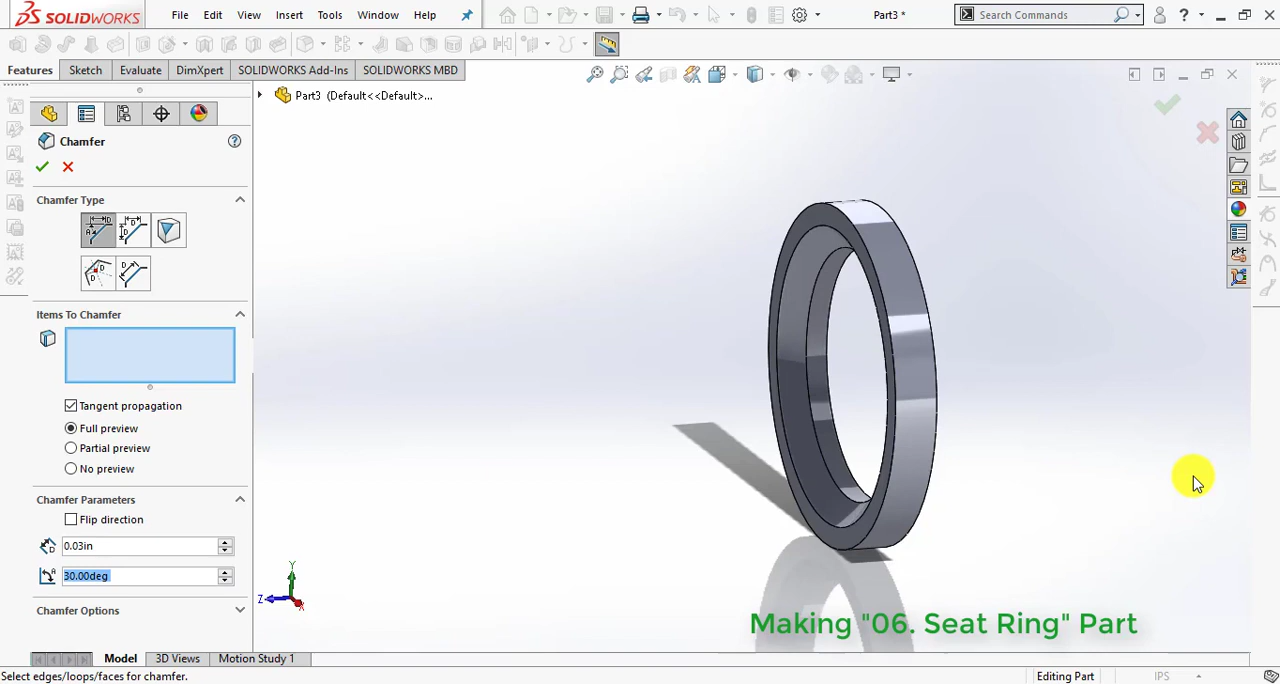 SOLIDWORKS
File Edit View Insert Tools Window Help
Part3 *
Search Commands
Features Sketch Evaluate DimXpert SOLIDWORKS Add-Ins SOLIDWORKS MBD
Part3 (Default<<Default>...
Chamfer
Chamfer Type
Items To Chamfer
Tangent propagation
Full preview
Partial preview
No preview
Chamfer Parameters
Flip direction
0.03in
30.00deg
Chamfer Options
Y
Z
X
Making "06. Seat Ring" Part
Model 3D Views Motion Study 1
Select edges/loops/faces for chamfer.
Editing Part
IPS